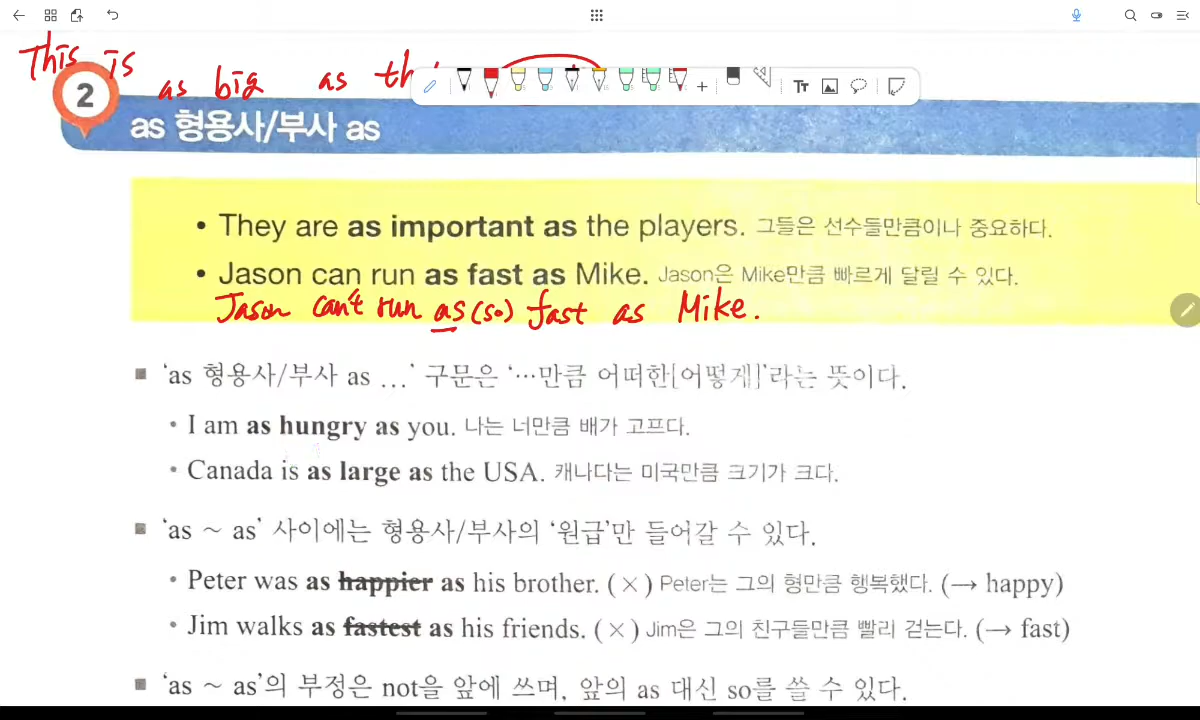 This is as big as
2
as 형용사/부사 as
• They are as important as the players. 그들은 선수들만큼이나 중요하다.
• Jason can run as fast as Mike. Jason은 Mike만큼 빠르게 달릴 수 있다.
Jason can't run as (so) fast as Mike.
■ ‘as 형용사/부사 as …’ 구문은 ‘…만큼 어떠한[어떻게]’라는 뜻이다.
• I am as hungry as you. 나는 너만큼 배가 고프다.
• Canada is as large as the USA. 캐나다는 미국만큼 크기가 크다.
■ ‘as ~ as’ 사이에는 형용사/부사의 ‘원급’만 들어갈 수 있다.
• Peter was as happier as his brother. (×) Peter는 그의 형만큼 행복했다. (→ happy)
• Jim walks as fastest as his friends. (×) Jim은 그의 친구들만큼 빨리 걷는다. (→ fast)
■ ‘as ~ as’의 부정은 not을 앞에 쓰며, 앞의 as 대신 so를 쓸 수 있다.